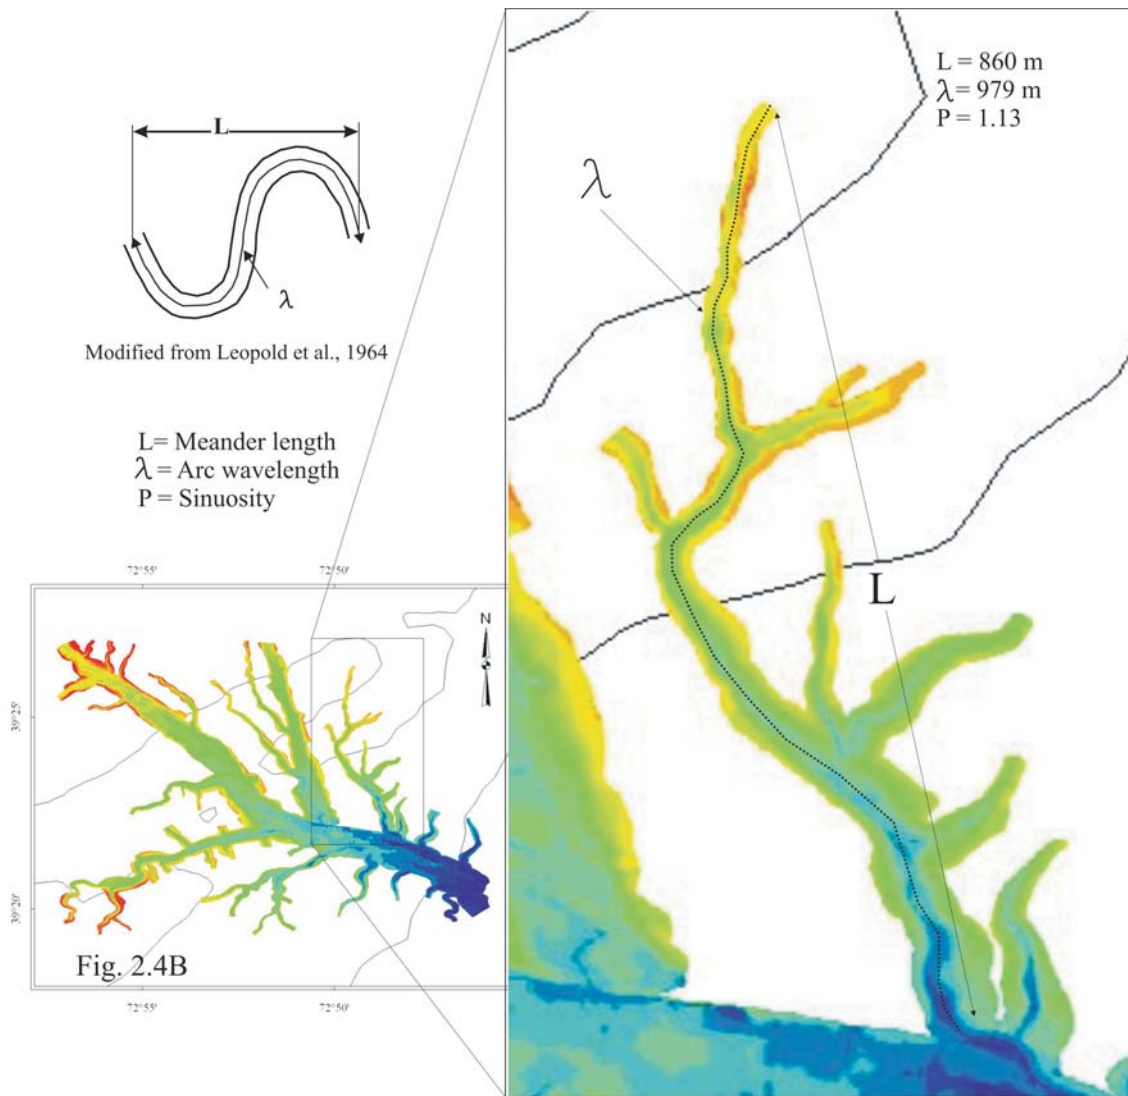 L
λ
Modified from Leopold et al., 1964
L= Meander length
λ = Arc wavelength
P = Sinuosity
72°55' 72°50'
N
39°25'
39°20'
Fig. 2.4B
72°55' 72°50'
L = 860 m
λ= 979 m
P = 1.13
λ
L